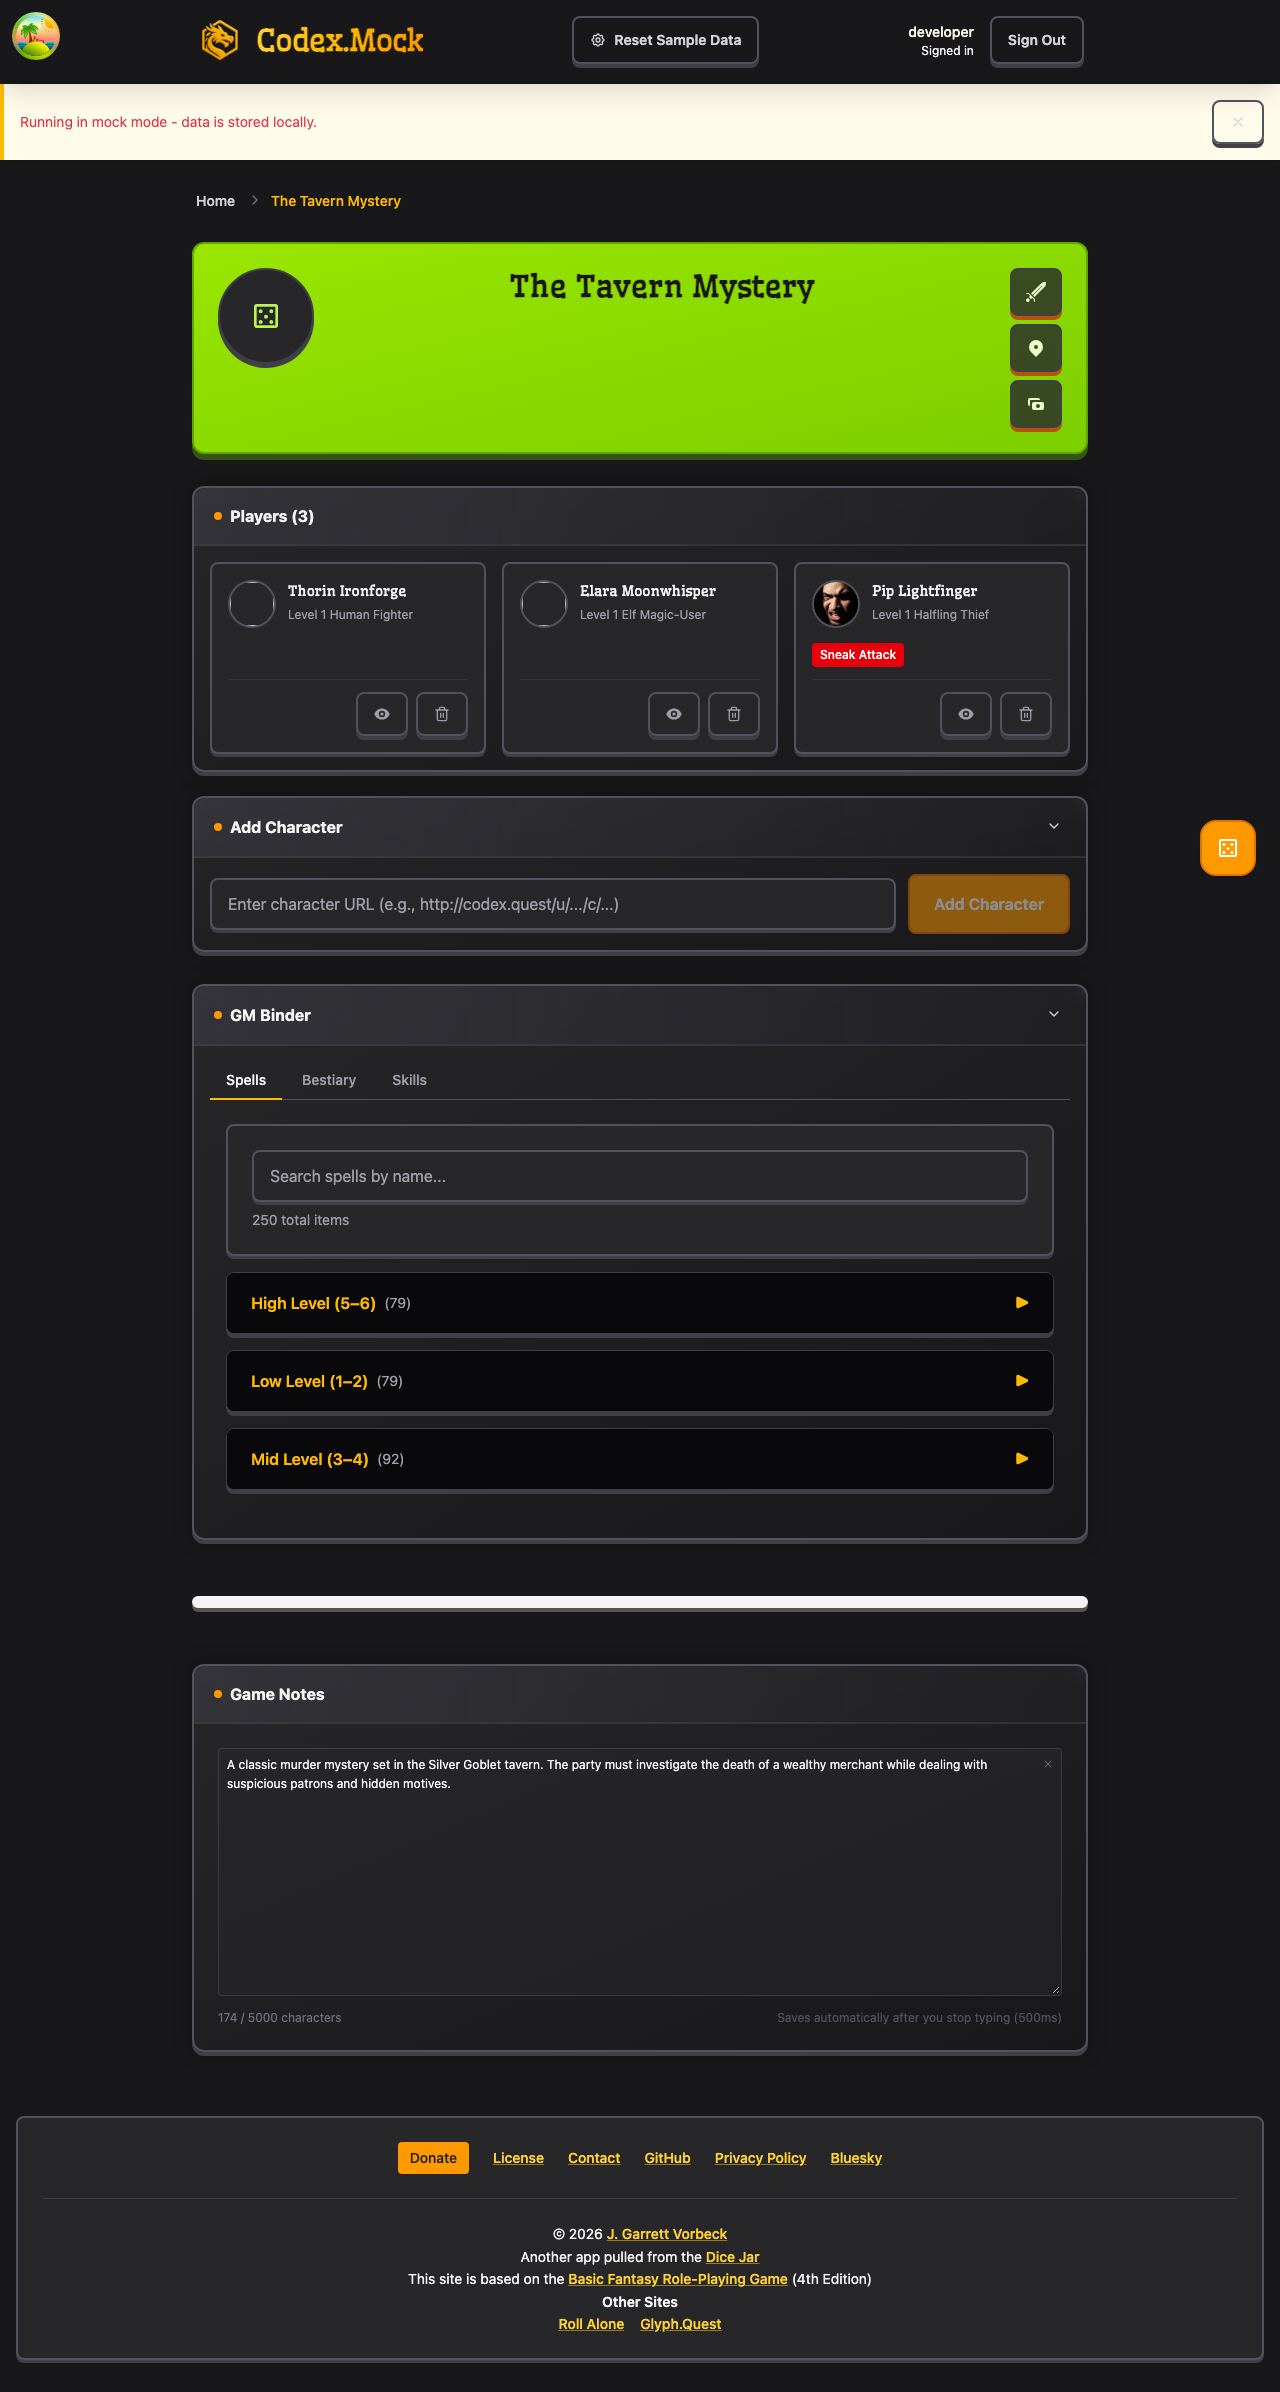 Codex.Mock
Reset Sample Data
developer
Signed in
Sign Out
Running in mock mode - data is stored locally.
Home
The Tavern Mystery
The Tavern Mystery
Players (3)
Thorin Ironforge
Level 1 Human Fighter
Elara Moonwhisper
Level 1 Elf Magic-User
Pip Lightfinger
Level 1 Halfling Thief
Sneak Attack
Add Character
Enter character URL (e.g., http://codex.quest/u/.../c/...)
Add Character
GM Binder
Spells
Bestiary
Skills
Search spells by name...
250 total items
High Level (5–6) (79)
Low Level (1–2) (79)
Mid Level (3–4) (92)
Game Notes
A classic murder mystery set in the Silver Goblet tavern. The party must investigate the death of a wealthy merchant while dealing with
suspicious patrons and hidden motives.
174 / 5000 characters
Saves automatically after you stop typing (500ms)
Donate
License
Contact
GitHub
Privacy Policy
Bluesky
© 2026 J. Garrett Vorbeck
Another app pulled from the Dice Jar
This site is based on the Basic Fantasy Role-Playing Game (4th Edition)
Other Sites
Roll Alone
Glyph.Quest